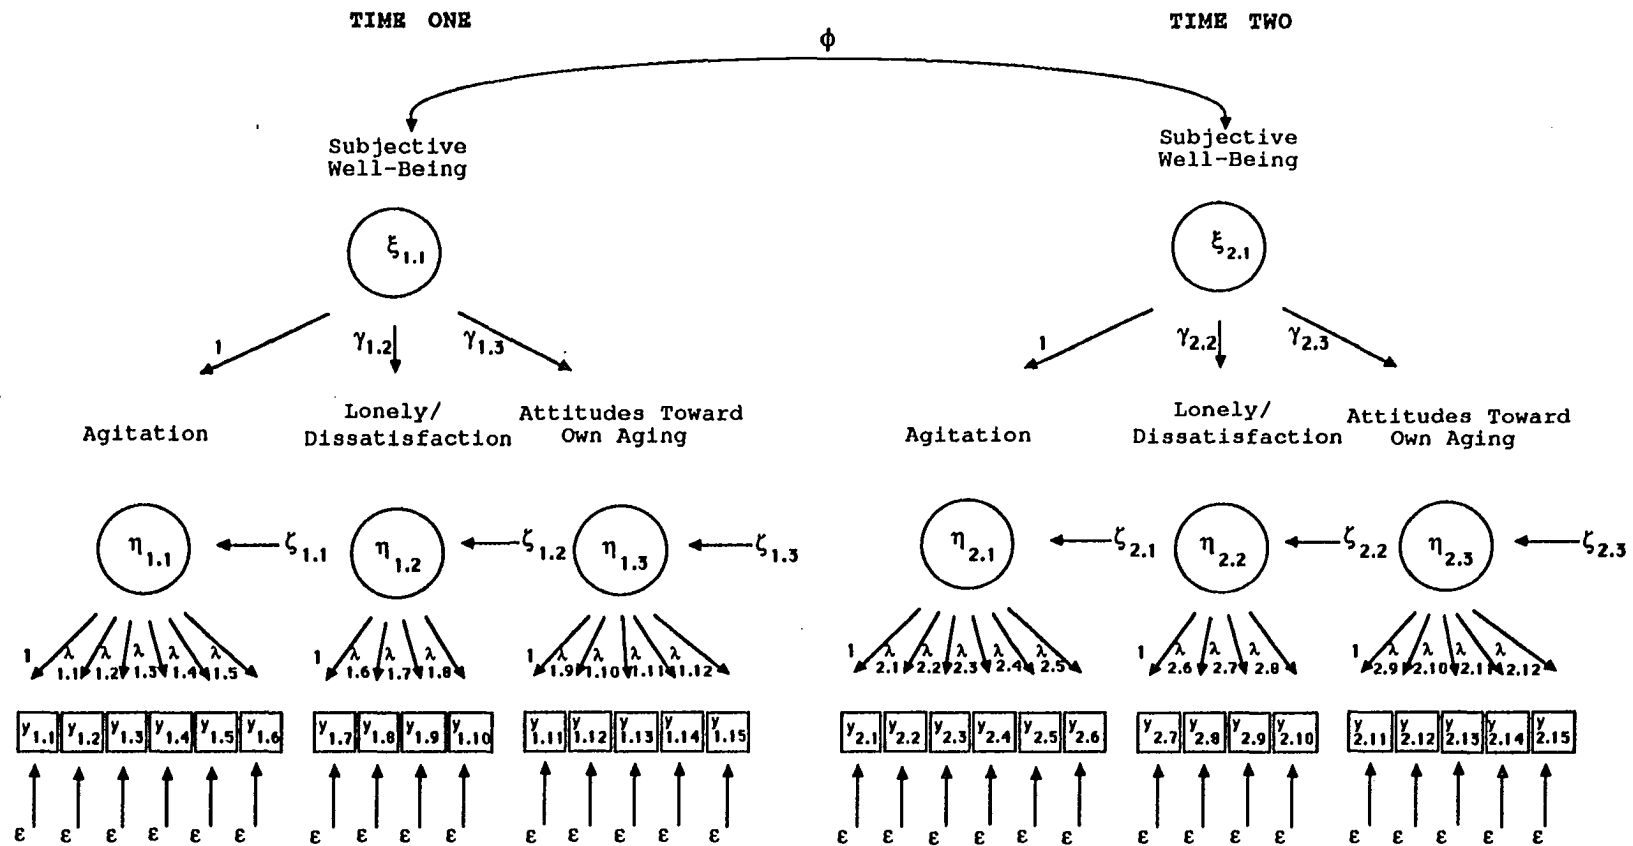 TIME ONE TIME TWO
ϕ
Subjective Well-Being
Subjective Well-Being
ξ1.1 ξ2.1
1 γ1.2 γ1.3 1 γ2.2 γ2.3
Agitation
Lonely/ Dissatisfaction
Attitudes Toward Own Aging
Agitation
Lonely/ Dissatisfaction
Attitudes Toward Own Aging
η1.1 ζ1.1 η1.2 ζ1.2 η1.3 ζ1.3 η2.1 ζ2.1 η2.2 ζ2.2 η2.3 ζ2.3
1 λ1.1 λ1.2 λ1.3 λ1.4 λ1.5 1 λ1.6 λ1.7 λ1.8 1 λ1.9 λ1.10 λ1.11 λ1.12 1 λ2.1 λ2.2 λ2.3 λ2.4 λ2.5 1 λ2.6 λ2.7 λ2.8 1 λ2.9 λ2.10 λ2.11 λ2.12
y1.1 y1.2 y1.3 y1.4 y1.5 y1.6 y1.7 y1.8 y1.9 y1.10 y1.11 y1.12 y1.13 y1.14 y1.15 y2.1 y2.2 y2.3 y2.4 y2.5 y2.6 y2.7 y2.8 y2.9 y2.10 y2.11 y2.12 y2.13 y2.14 y2.15
ε ε ε ε ε ε ε ε ε ε ε ε ε ε ε ε ε ε ε ε ε ε ε ε ε ε ε ε ε ε